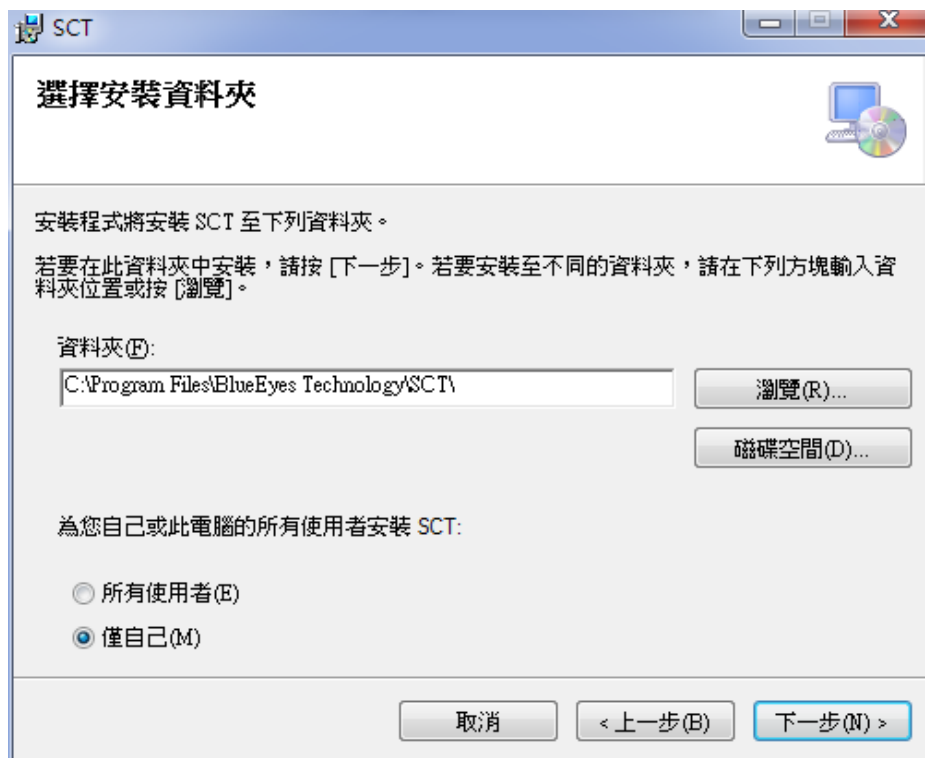 SCT
選擇安裝資料夾
安裝程式將安裝 SCT 至下列資料夾。
若要在此資料夾中安裝，請按 [下一步]。若要安裝至不同的資料夾，請在下列方塊輸入資
料夾位置或按 [瀏覽]。
資料夾(F):
C:\Program Files\BlueEyes Technology\SCT\
瀏覽(R)...
磁碟空間(D)...
為您自己或此電腦的所有使用者安裝 SCT:
所有使用者(E)
僅自己(M)
取消
< 上一步(B)
下一步(N) >